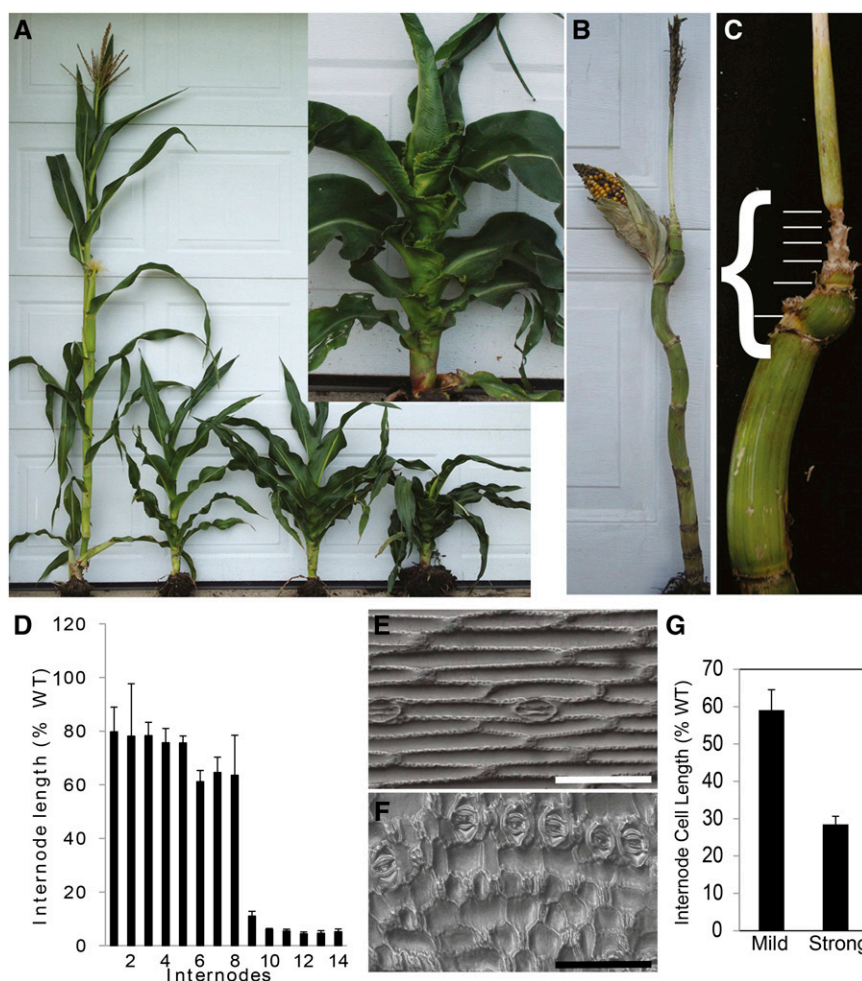 A
B
C
D
120
100
80
60
40
20
0
Internode length (% WT)
2 4 6 8 10 12 14
Internodes
E
F
G
70
60
50
40
30
20
10
0
Internode Cell Length (% WT)
Mild Strong